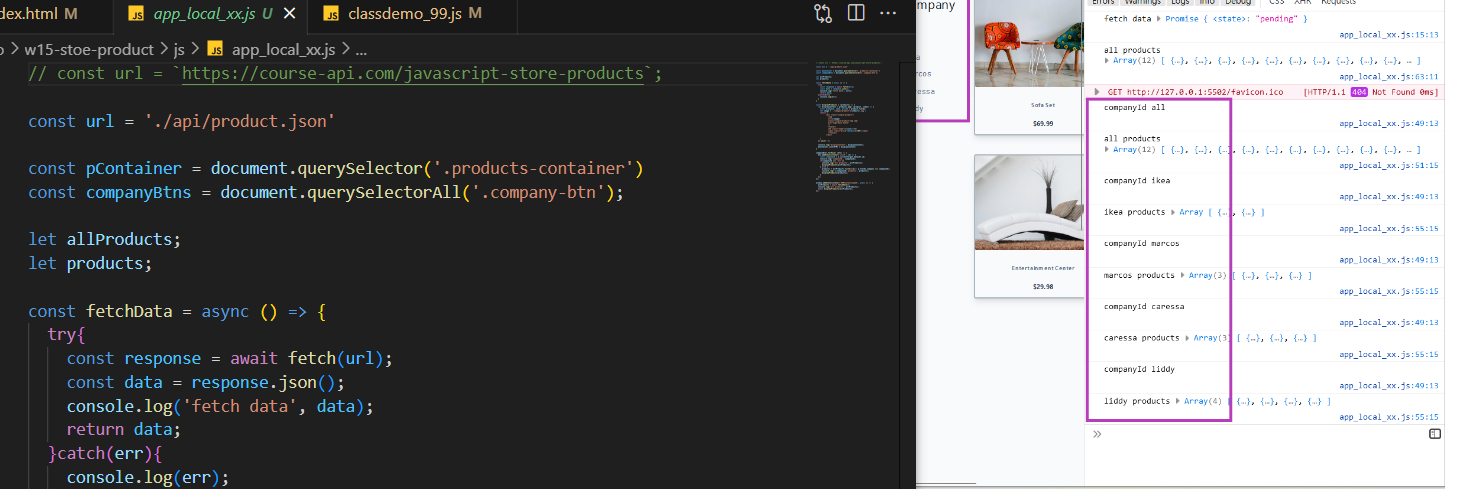 dex.html M
JS app_local_xx.js U ×
JS classdemo_99.js M
o > w15-stoe-product > js > JS app_local_xx.js > ...
// const url = `https://course-api.com/javascript-store-products`;
const url = './api/product.json'
const pContainer = document.querySelector('.products-container')
const companyBtns = document.querySelectorAll('.company-btn');
let allProducts;
let products;
const fetchData = async () => {
try{
const response = await fetch(url);
const data = response.json();
console.log('fetch data', data);
return data;
}catch(err){
console.log(err);
ompany
a
rcos
ressa
dy
Sofa Set
$69.99
Entertainment Center
$29.98
Errors Warnings Logs Info Debug CSS XHR Requests
fetch data ▶ Promise { <state>: "pending" }
app_local_xx.js:15:13
all products
▶ Array(12) [ {…}, {…}, {…}, {…}, {…}, {…}, {…}, {…}, {…}, {…}, … ]
app_local_xx.js:63:11
▶ GET http://127.0.0.1:5502/favicon.ico [HTTP/1.1 404 Not Found 0ms]
companyId all
app_local_xx.js:49:13
all products
▶ Array(12) [ {…}, {…}, {…}, {…}, {…}, {…}, {…}, {…}, {…}, {…}, … ]
app_local_xx.js:51:15
companyId ikea
app_local_xx.js:49:13
ikea products ▶ Array [ {…}, {…} ]
app_local_xx.js:55:15
companyId marcos
app_local_xx.js:49:13
marcos products ▶ Array(3) [ {…}, {…}, {…} ]
app_local_xx.js:55:15
companyId caressa
app_local_xx.js:49:13
caressa products ▶ Array(3) [ {…}, {…}, {…} ]
app_local_xx.js:55:15
companyId liddy
app_local_xx.js:49:13
liddy products ▶ Array(4) [ {…}, {…}, {…}, {…} ]
app_local_xx.js:55:15
>>